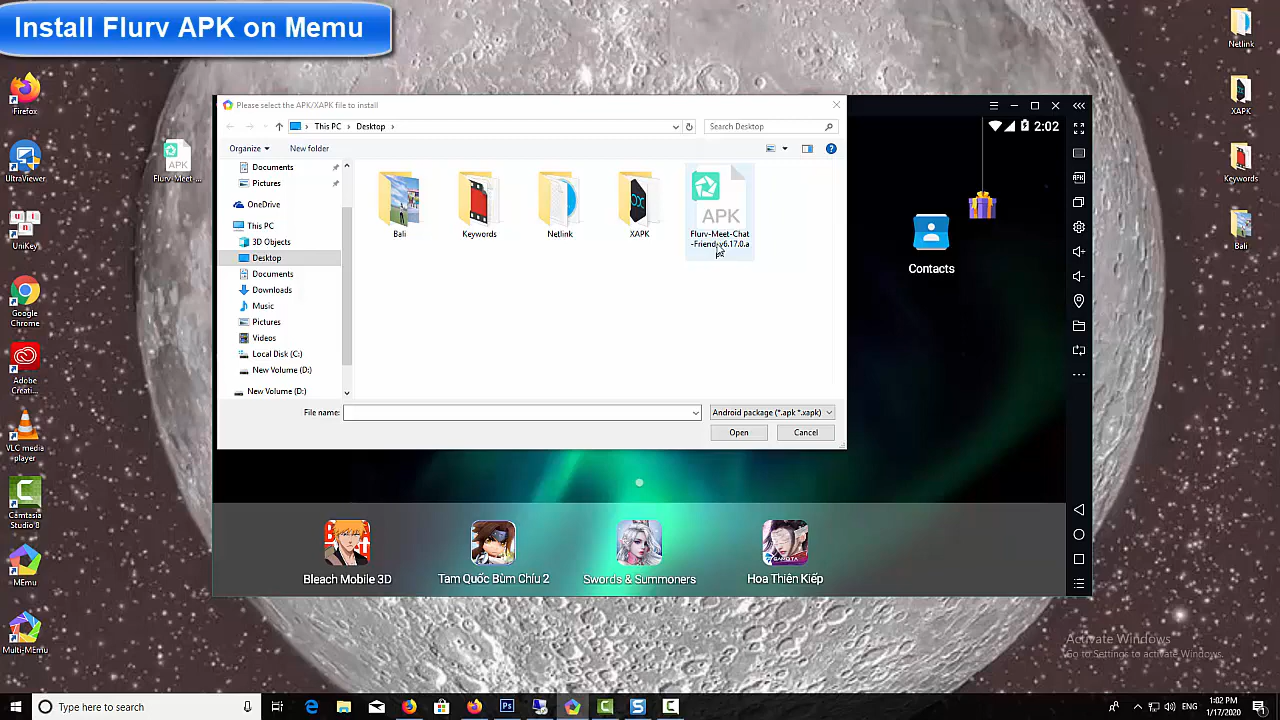 Install Flurv APK on Memu
Netlink
Firefox
XAPK
UltraViewer
APK
Flurv-Meet-...
Keywords
UniKey
Bali
Google
Chrome
Adobe
Creati...
VLC media
player
Camtasia
Studio 8
MEmu
Multi-MEmu
Please select the APK/XAPK file to install
This PC
Desktop
Search Desktop
Organize
New folder
Documents
Pictures
OneDrive
This PC
3D Objects
Desktop
Documents
Downloads
Music
Pictures
Videos
Local Disk (C:)
New Volume (D:)
New Volume (D:)
Bali
Keywords
Netlink
XAPK
APK
Flurv-Meet-Chat
-Friend_v6.17.0.a
File name:
Android package (*.apk *.xapk)
Open
Cancel
2:02
APK
Contacts
Bleach Mobile 3D
Tam Quốc Bùm Chíu 2
Swords & Summoners
Hoa Thiên Kiếp
Activate Windows
Go to Settings to activate Windows.
Type here to search
ENG
1:02 PM
1/17/2020